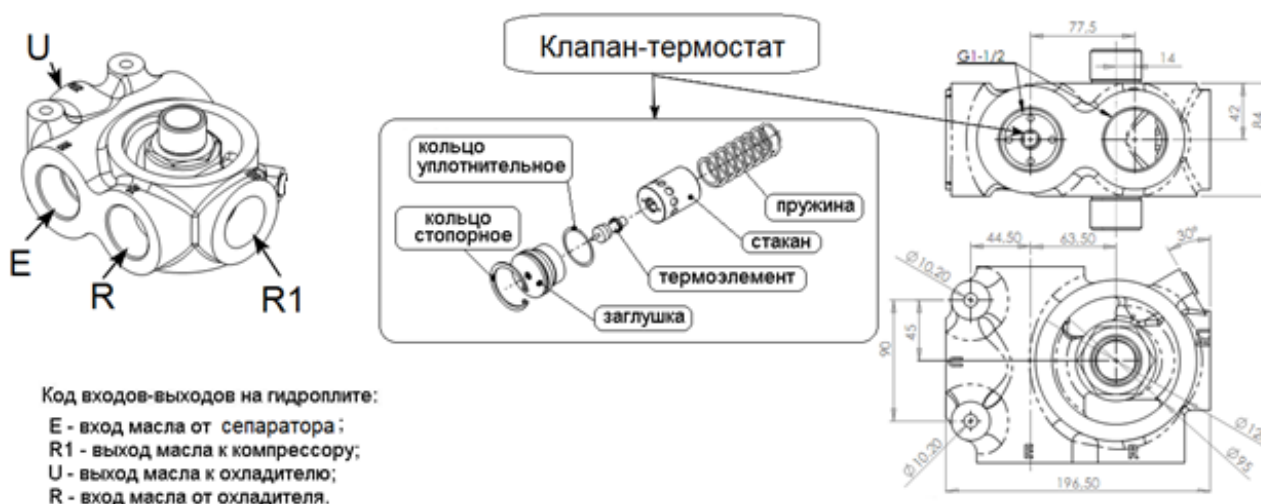 U
E
R
R1
Клапан-термостат
кольцо
уплотнительное
кольцо
стопорное
пружина
стакан
термоэлемент
заглушка
77,5
G1-1/2
14
42
84
44,50
63,50
30°
Ø10.20
45
90
U
Ø10.20
Ø95
196,50
Код входов-выходов на гидроплите:
E - вход масла от сепаратора;
R1 - выход масла к компрессору;
U - выход масла к охладителю;
R - вход масла от охладителя.